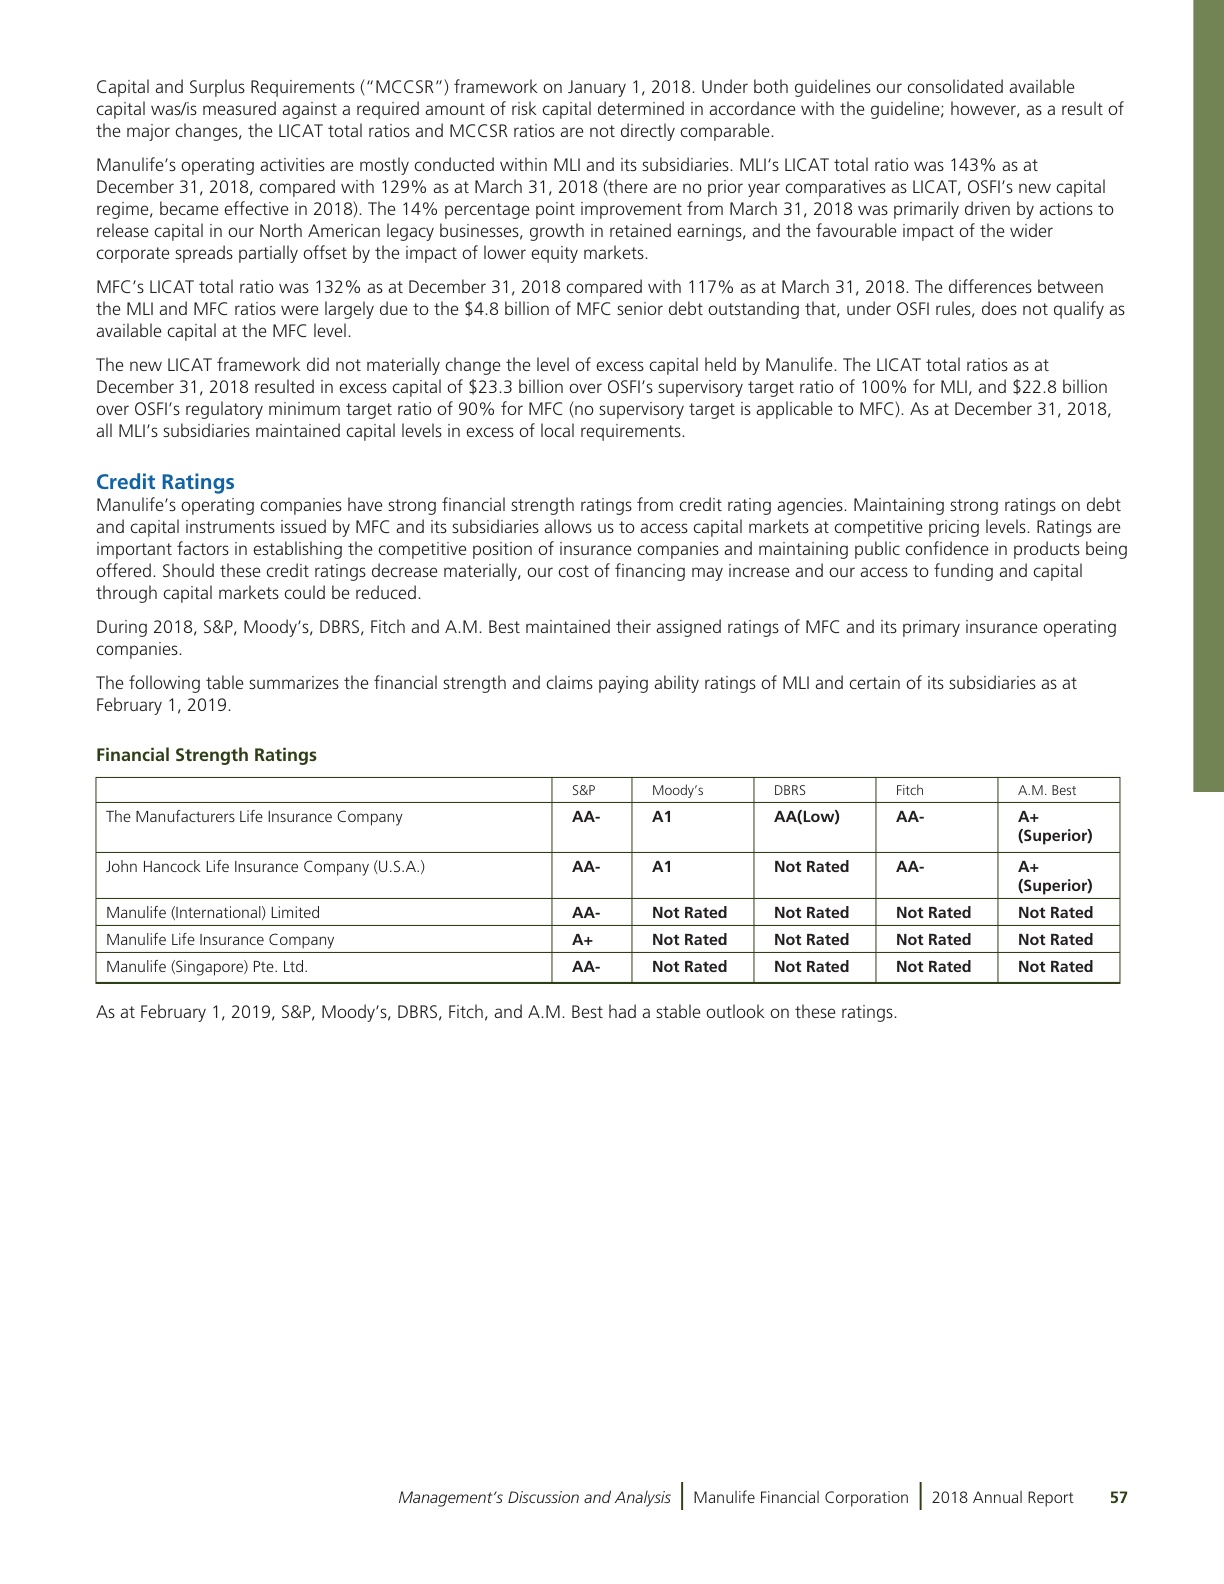 Capital and Surplus Requirements (“MCCSR”) framework on January 1, 2018. Under both guidelines our consolidated available
capital was/is measured against a required amount of risk capital determined in accordance with the guideline; however, as a result of
the major changes, the LICAT total ratios and MCCSR ratios are not directly comparable.
Manulife’s operating activities are mostly conducted within MLI and its subsidiaries. MLI’s LICAT total ratio was 143% as at
December 31, 2018, compared with 129% as at March 31, 2018 (there are no prior year comparatives as LICAT, OSFI’s new capital
regime, became effective in 2018). The 14% percentage point improvement from March 31, 2018 was primarily driven by actions to
release capital in our North American legacy businesses, growth in retained earnings, and the favourable impact of the wider
corporate spreads partially offset by the impact of lower equity markets.
MFC’s LICAT total ratio was 132% as at December 31, 2018 compared with 117% as at March 31, 2018. The differences between
the MLI and MFC ratios were largely due to the $4.8 billion of MFC senior debt outstanding that, under OSFI rules, does not qualify as
available capital at the MFC level.
The new LICAT framework did not materially change the level of excess capital held by Manulife. The LICAT total ratios as at
December 31, 2018 resulted in excess capital of $23.3 billion over OSFI’s supervisory target ratio of 100% for MLI, and $22.8 billion
over OSFI’s regulatory minimum target ratio of 90% for MFC (no supervisory target is applicable to MFC). As at December 31, 2018,
all MLI’s subsidiaries maintained capital levels in excess of local requirements.
Credit Ratings
Manulife’s operating companies have strong financial strength ratings from credit rating agencies. Maintaining strong ratings on debt
and capital instruments issued by MFC and its subsidiaries allows us to access capital markets at competitive pricing levels. Ratings are
important factors in establishing the competitive position of insurance companies and maintaining public confidence in products being
offered. Should these credit ratings decrease materially, our cost of financing may increase and our access to funding and capital
through capital markets could be reduced.
During 2018, S&P, Moody’s, DBRS, Fitch and A.M. Best maintained their assigned ratings of MFC and its primary insurance operating
companies.
The following table summarizes the financial strength and claims paying ability ratings of MLI and certain of its subsidiaries as at
February 1, 2019.
Financial Strength Ratings
S&P Moody’s DBRS Fitch A.M. Best
The Manufacturers Life Insurance Company AA- A1 AA(Low) AA- A+
(Superior)
John Hancock Life Insurance Company (U.S.A.) AA- A1 Not Rated AA- A+
(Superior)
Manulife (International) Limited AA- Not Rated Not Rated Not Rated Not Rated
Manulife Life Insurance Company A+ Not Rated Not Rated Not Rated Not Rated
Manulife (Singapore) Pte. Ltd. AA- Not Rated Not Rated Not Rated Not Rated
As at February 1, 2019, S&P, Moody’s, DBRS, Fitch, and A.M. Best had a stable outlook on these ratings.
Management’s Discussion and Analysis | Manulife Financial Corporation | 2018 Annual Report 57